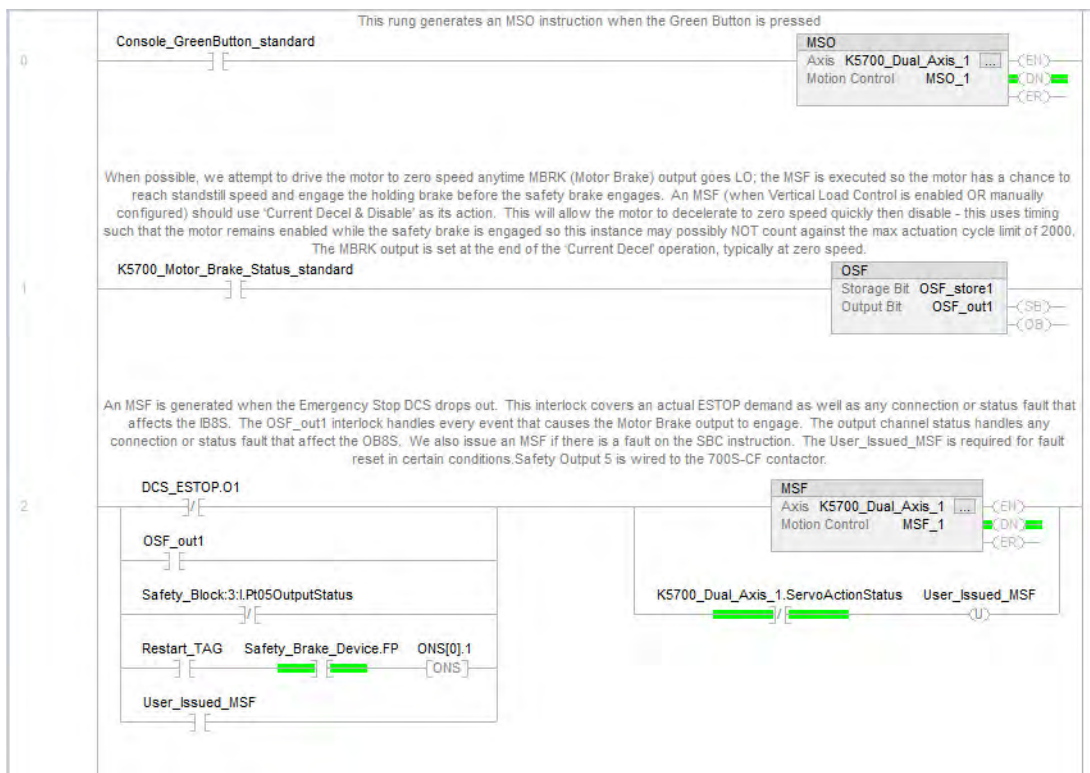 This rung generates an MSO instruction when the Green Button is pressed
Console_GreenButton_standard
MSO
0
Axis K5700_Dual_Axis_1 ... (EN)
Motion Control MSO_1 (DN)
(ER)
When possible, we attempt to drive the motor to zero speed anytime MBRK (Motor Brake) output goes LO; the MSF is executed so the motor has a chance to
reach standstill speed and engage the holding brake before the safety brake engages. An MSF (when Vertical Load Control is enabled OR manually
configured) should use 'Current Decel & Disable' as its action. This will allow the motor to decelerate to zero speed quickly then disable - this uses timing
such that the motor remains enabled while the safety brake is engaged so this instance may possibly NOT count against the max actuation cycle limit of 2000.
The MBRK output is set at the end of the 'Current Decel' operation, typically at zero speed.
K5700_Motor_Brake_Status_standard
OSF
1
Storage Bit OSF_store1
Output Bit OSF_out1 (SB)
(OB)
An MSF is generated when the Emergency Stop DCS drops out. This interlock covers an actual ESTOP demand as well as any connection or status fault that
affects the IB8S. The OSF_out1 interlock handles every event that causes the Motor Brake output to engage. The output channel status handles any
connection or status fault that affect the OB8S. We also issue an MSF if there is a fault on the SBC instruction. The User_Issued_MSF is required for fault
reset in certain conditions.Safety Output 5 is wired to the 700S-CF contactor.
DCS_ESTOP.O1
MSF
2
Axis K5700_Dual_Axis_1 ... (EN)
Motion Control MSF_1 (DN)
(ER)
OSF_out1
Safety_Block:3:I.Pt05OutputStatus
K5700_Dual_Axis_1.ServoActionStatus User_Issued_MSF
(U)
Restart_TAG Safety_Brake_Device.FP ONS[0].1
[ONS]
User_Issued_MSF